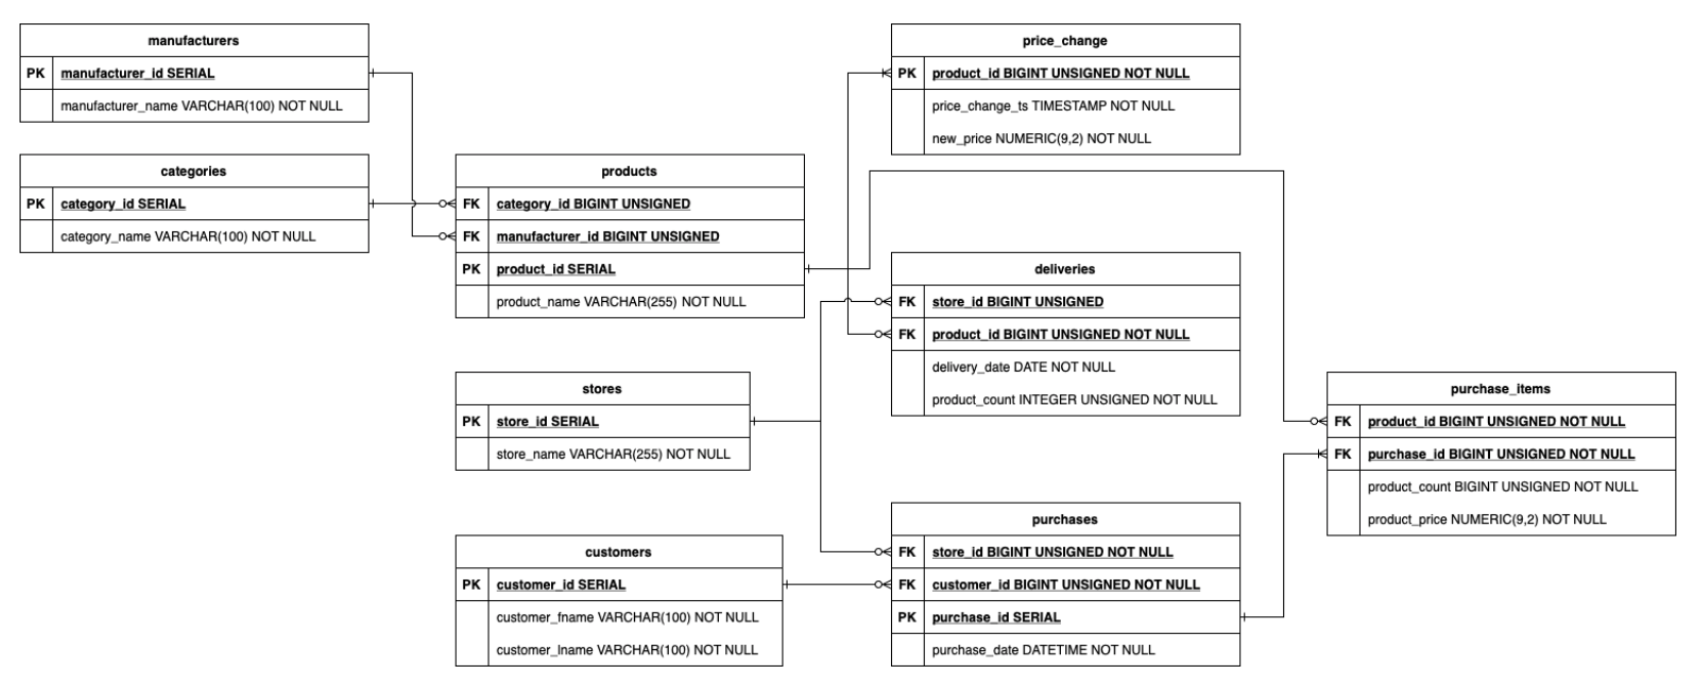 manufacturers
PK manufacturer_id SERIAL
manufacturer_name VARCHAR(100) NOT NULL
categories
PK category_id SERIAL
category_name VARCHAR(100) NOT NULL
products
FK category_id BIGINT UNSIGNED
FK manufacturer_id BIGINT UNSIGNED
PK product_id SERIAL
product_name VARCHAR(255) NOT NULL
stores
PK store_id SERIAL
store_name VARCHAR(255) NOT NULL
customers
PK customer_id SERIAL
customer_fname VARCHAR(100) NOT NULL
customer_lname VARCHAR(100) NOT NULL
price_change
PK product_id BIGINT UNSIGNED NOT NULL
price_change_ts TIMESTAMP NOT NULL
new_price NUMERIC(9,2) NOT NULL
deliveries
FK store_id BIGINT UNSIGNED
FK product_id BIGINT UNSIGNED NOT NULL
delivery_date DATE NOT NULL
product_count INTEGER UNSIGNED NOT NULL
purchases
FK store_id BIGINT UNSIGNED NOT NULL
FK customer_id BIGINT UNSIGNED NOT NULL
PK purchase_id SERIAL
purchase_date DATETIME NOT NULL
purchase_items
FK product_id BIGINT UNSIGNED NOT NULL
FK purchase_id BIGINT UNSIGNED NOT NULL
product_count BIGINT UNSIGNED NOT NULL
product_price NUMERIC(9,2) NOT NULL